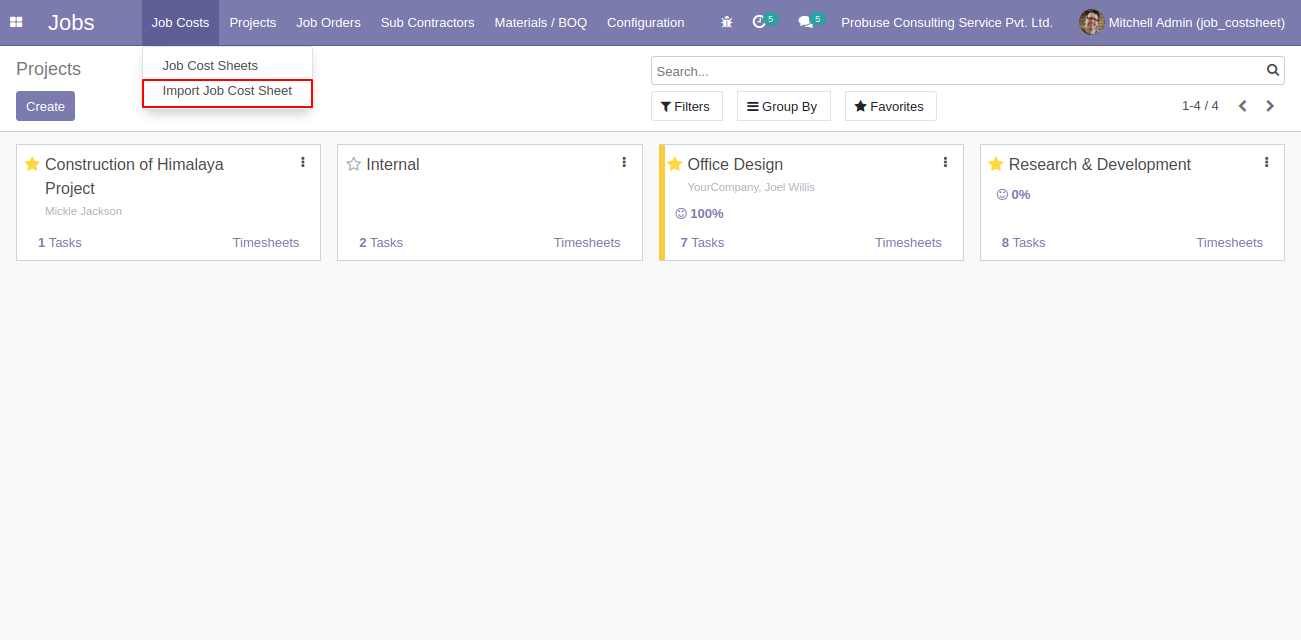 Jobs
Job Costs Projects Job Orders Sub Contractors Materials / BOQ Configuration 5 5 Probuse Consulting Service Pvt. Ltd. Mitchell Admin (job_costsheet)
Job Cost Sheets
Import Job Cost Sheet
Projects
Search...
Create
Filters Group By Favorites 1-4 / 4
Construction of Himalaya
Project
Mickle Jackson
1 Tasks Timesheets
Internal
2 Tasks Timesheets
Office Design
YourCompany, Joel Willis
100%
7 Tasks Timesheets
Research & Development
0%
8 Tasks Timesheets